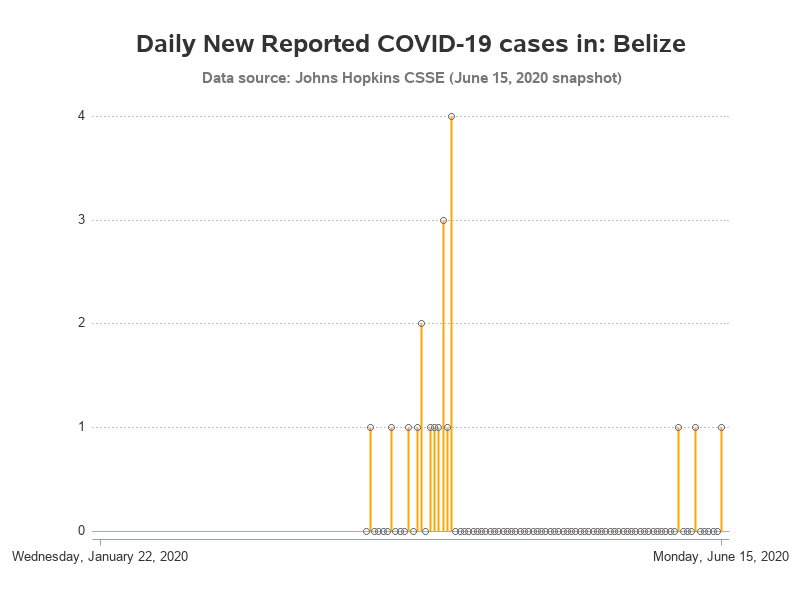 Daily New Reported COVID-19 cases in: Belize
Data source: Johns Hopkins CSSE (June 15, 2020 snapshot)
4
3
2
1
0
Wednesday, January 22, 2020 Monday, June 15, 2020